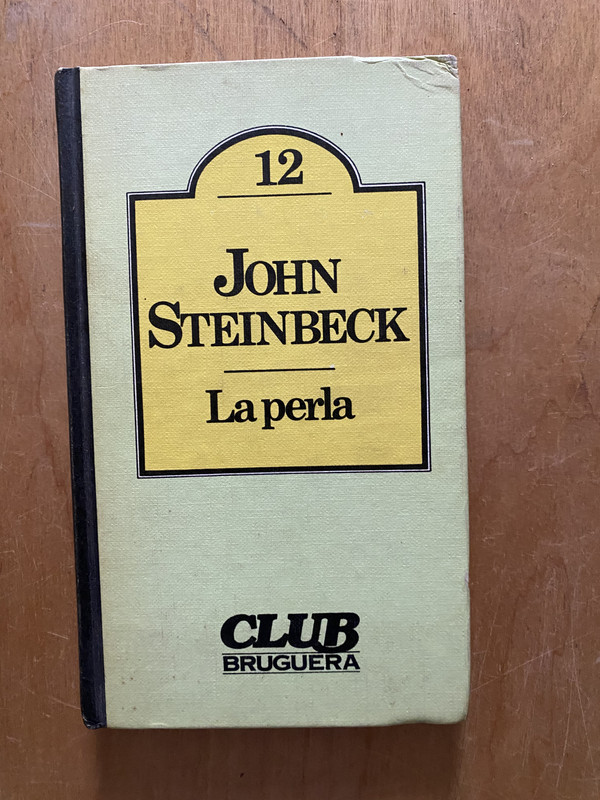 12
JOHN
STEINBECK
La perla
CLUB
BRUGUERA